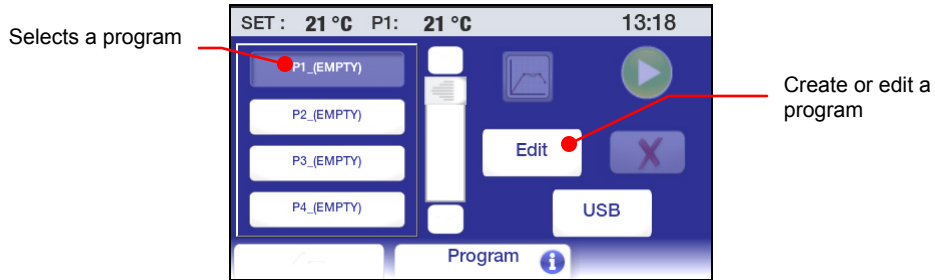 SET : 21 °C P1: 21 °C 13:18
Selects a program
P1_(EMPTY)
Create or edit a
program
P2_(EMPTY)
Edit
X
P3_(EMPTY)
P4_(EMPTY)
USB
Program i